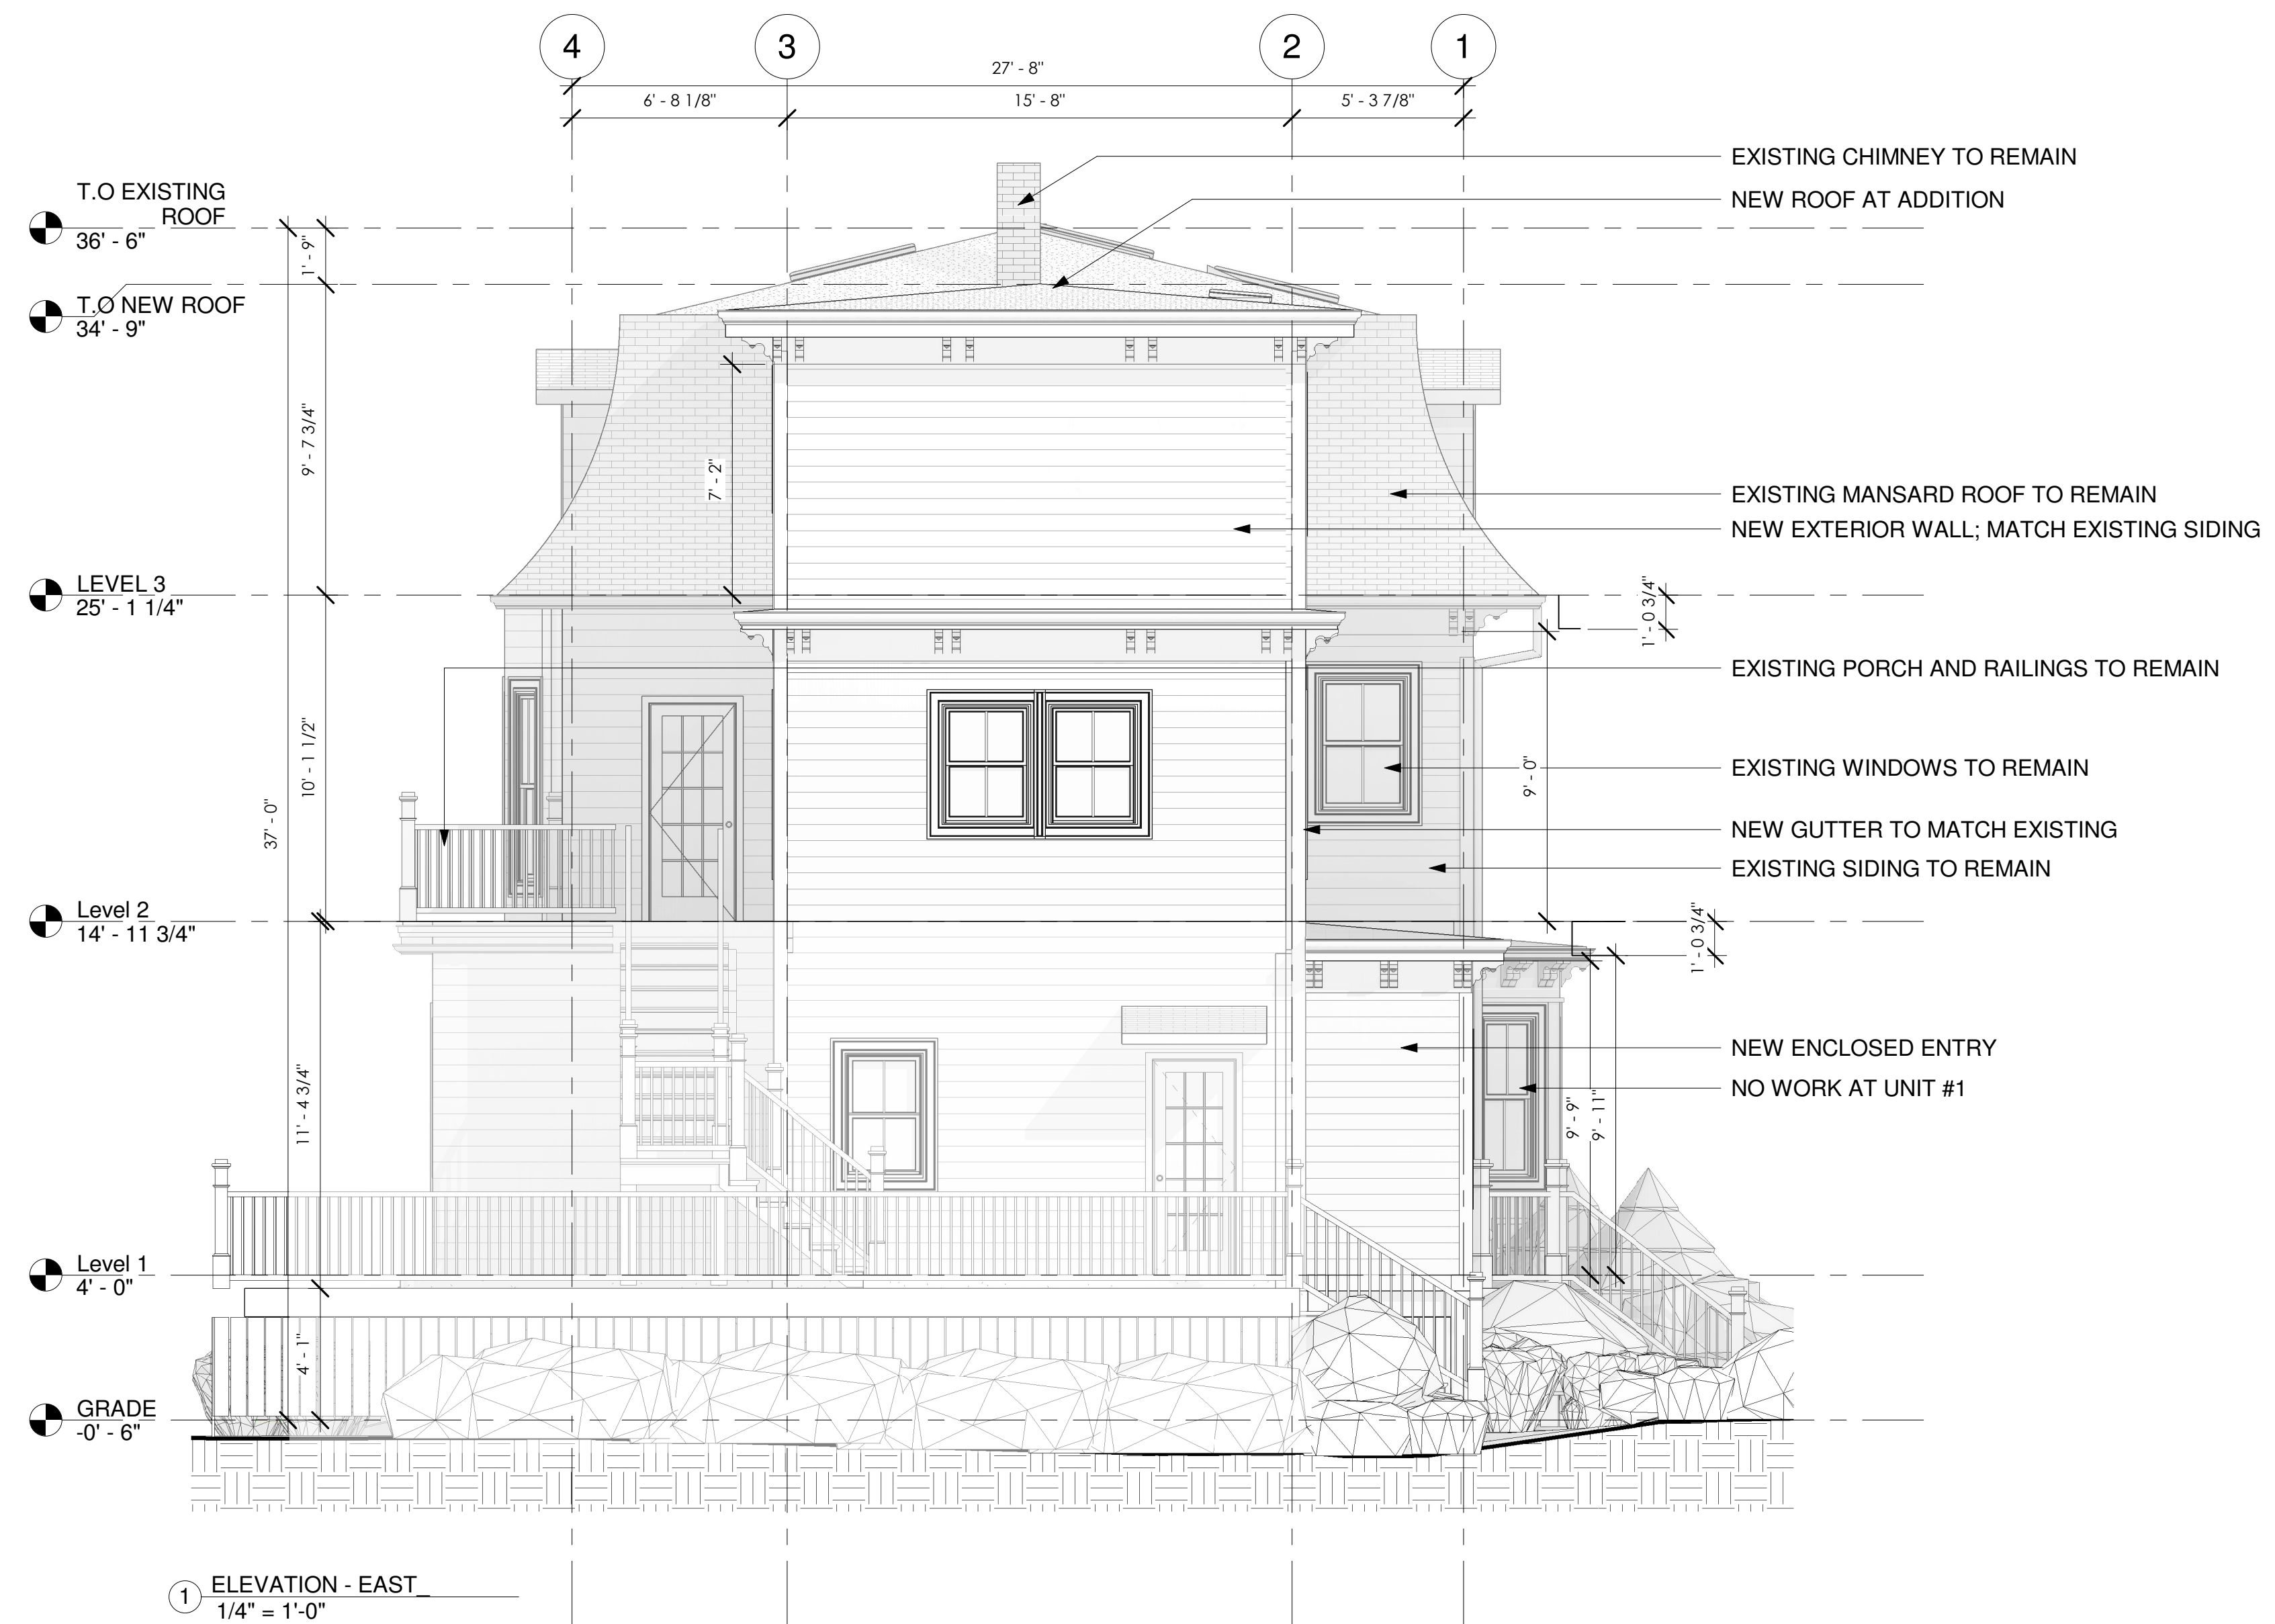 4
3
2
1
27' - 8"
6' - 8 1/8"
15' - 8"
5' - 3 7/8"
EXISTING CHIMNEY TO REMAIN
NEW ROOF AT ADDITION
T.O EXISTING
ROOF
36' - 6"
1' - 9"
T.O NEW ROOF
34' - 9"
9' - 7 3/4"
7' - 2"
EXISTING MANSARD ROOF TO REMAIN
NEW EXTERIOR WALL; MATCH EXISTING SIDING
LEVEL 3
25' - 1 1/4"
1' - 0 3/4"
EXISTING PORCH AND RAILINGS TO REMAIN
10' - 1 1/2"
9' - 0"
EXISTING WINDOWS TO REMAIN
37' - 0"
NEW GUTTER TO MATCH EXISTING
EXISTING SIDING TO REMAIN
Level 2
14' - 11 3/4"
1' - 0 3/4"
NEW ENCLOSED ENTRY
NO WORK AT UNIT #1
11' - 4 3/4"
9' - 9"
9' - 11"
Level 1
4' - 0"
4' - 1"
GRADE
-0' - 6"
1
ELEVATION - EAST_
1/4" = 1'-0"